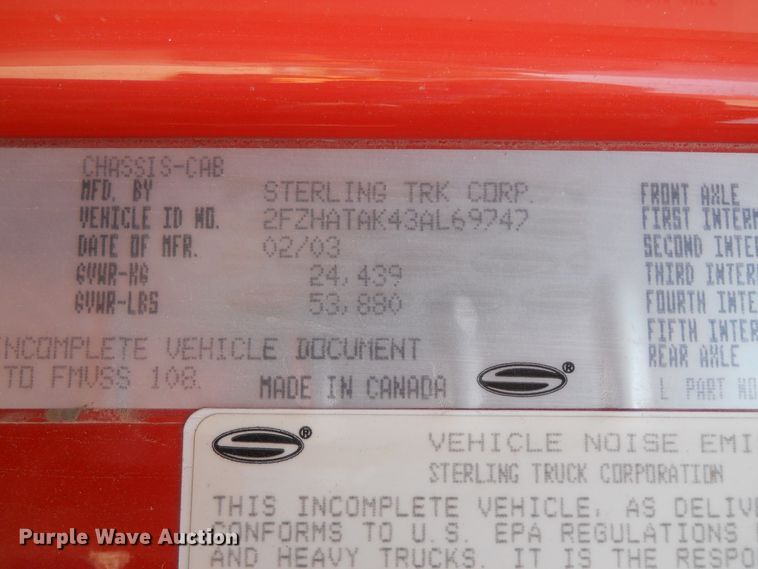 CHASSIS-CAB
MFD. BY STERLING TRK CORP. FRONT AXLE
VEHICLE ID NO. 2FZHATAK43AL69747 FIRST INTERM
DATE OF MFR. 02/03 SECOND INTER
GVWR-KG 24,439 THIRD INTER
GVWR-LBS 53,880 FOURTH INTE
FIFTH INTER
NCOMPLETE VEHICLE DOCUMENT REAR AXLE
TO FMVSS 108. MADE IN CANADA ® L PART NO
® VEHICLE NOISE EMI
STERLING TRUCK CORPORATION
THIS INCOMPLETE VEHICLE, AS DELIVE
CONFORMS TO U.S. EPA REGULATIONS
AND HEAVY TRUCKS. IT IS THE RESPO
Purple Wave Auction